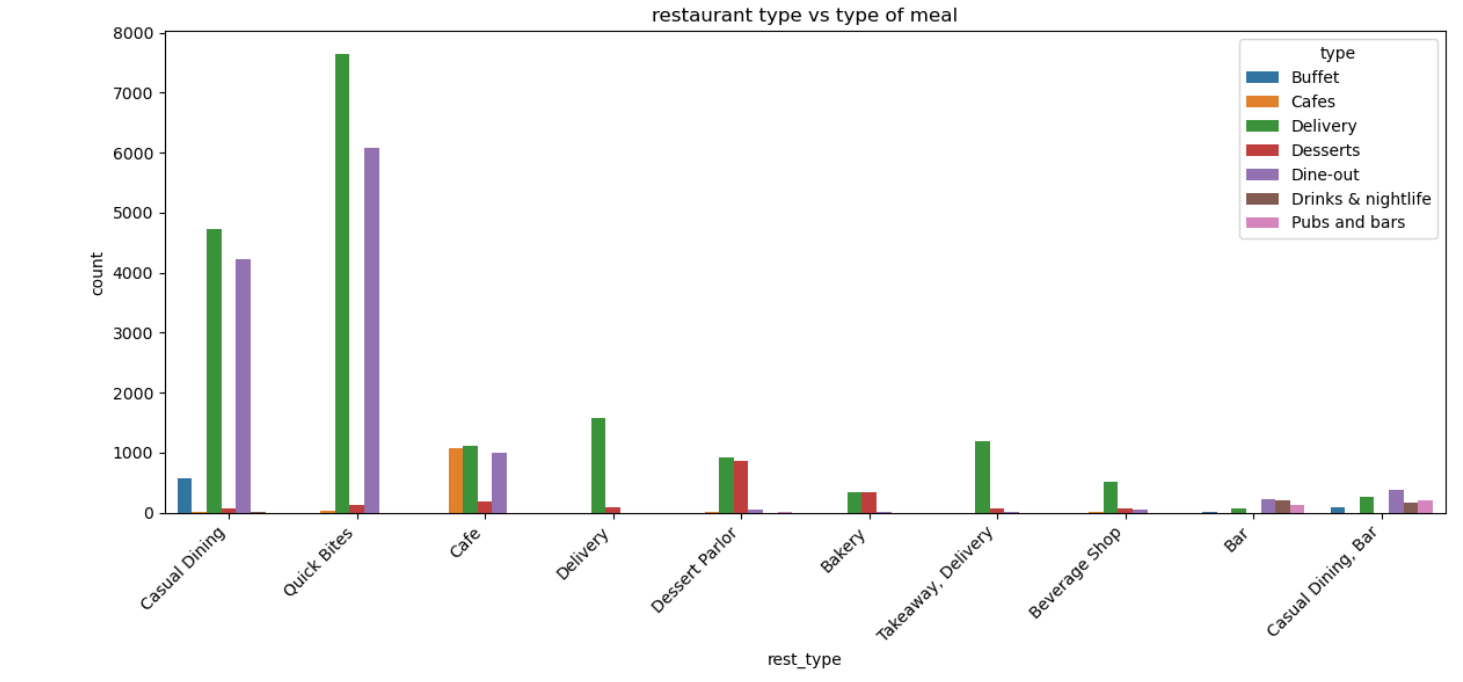 restaurant type vs type of meal
8000
7000
6000
5000
4000
3000
2000
1000
0
count
type
Buffet
Cafes
Delivery
Desserts
Dine-out
Drinks & nightlife
Pubs and bars
Casual Dining
Quick Bites
Cafe
Delivery
Dessert Parlor
Bakery
Takeaway, Delivery
Beverage Shop
Bar
Casual Dining, Bar
rest_type